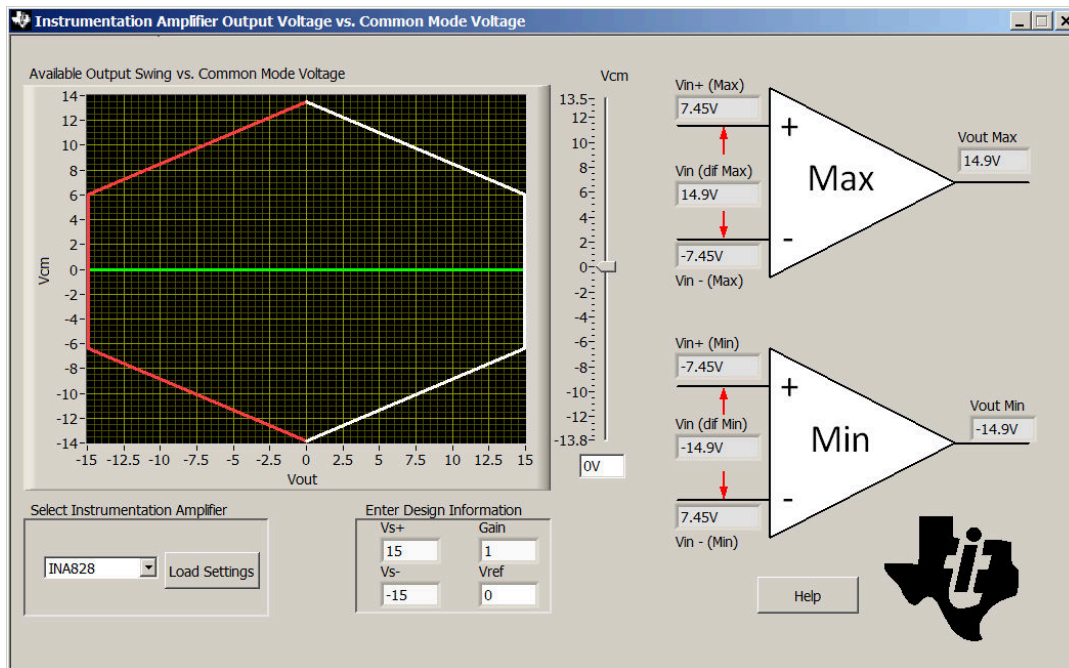 Instrumentation Amplifier Output Voltage vs. Common Mode Voltage
Available Output Swing vs. Common Mode Voltage
14
12
10
8
6
4
2
0
-2
-4
-6
-8
-10
-12
-14
Vcm
-15 -12.5 -10 -7.5 -5 -2.5 0 2.5 5 7.5 10 12.5 15
Vout
Vcm
13.5
12
10
8
6
4
2
0
-2
-4
-6
-8
-10
-12
-13.8
0V
Vin+ (Max)
7.45V
Vin (dif Max)
14.9V
-7.45V
Vin - (Max)
+
-
Max
Vout Max
14.9V
Vin+ (Min)
-7.45V
Vin (dif Min)
-14.9V
7.45V
Vin - (Min)
+
-
Min
Vout Min
-14.9V
Select Instrumentation Amplifier
INA828
Load Settings
Enter Design Information
Vs+ Gain
15 1
Vs- Vref
-15 0
Help
ti